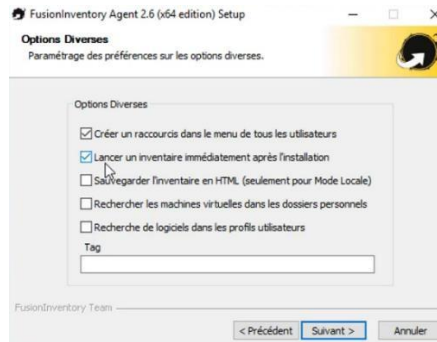 FusionInventory Agent 2.6 (x64 edition) Setup
Options Diverses
Paramétrage des préférences sur les options diverses.
Options Diverses
Créer un raccourcis dans le menu de tous les utilisateurs
Lancer un inventaire immédiatement après l'installation
Sauvegarder l'inventaire en HTML (seulement pour Mode Locale)
Rechercher les machines virtuelles dans les dossiers personnels
Recherche de logiciels dans les profils utilisateurs
Tag
FusionInventory Team
< Précédent Suivant > Annuler